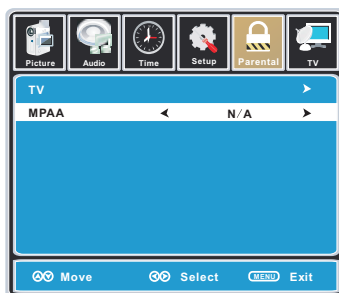 Picture Audio Time Setup Parental TV
TV
MPAA N/A
Move Select MENU Exit